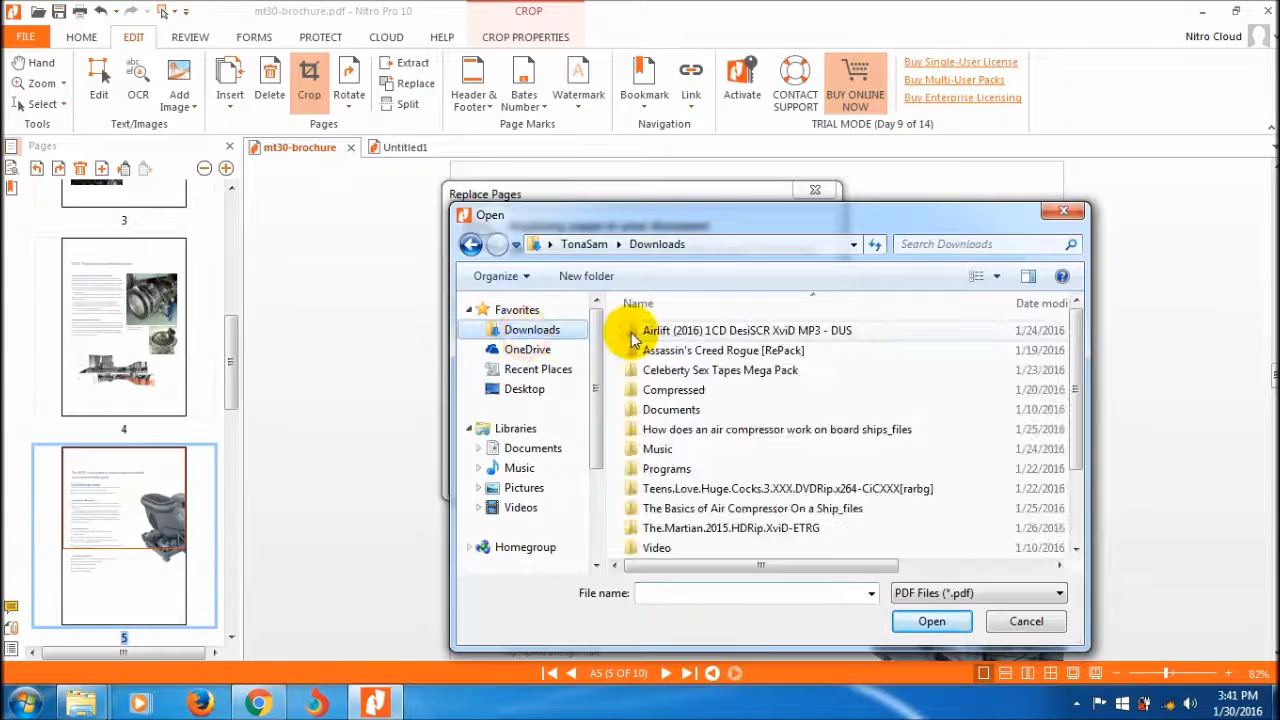 mt30-brochure.pdf - Nitro Pro 10
CROP
FILE
HOME
EDIT
REVIEW
FORMS
PROTECT
CLOUD
HELP
CROP PROPERTIES
Nitro Cloud
Hand
Zoom
Select
Tools
Edit
OCR
Add Image
Text/Images
Insert
Delete
Crop
Rotate
Extract
Replace
Split
Pages
Header & Footer
Bates Number
Watermark
Page Marks
Bookmark
Link
Navigation
Activate
CONTACT SUPPORT
BUY ONLINE NOW
Buy Single-User License
Buy Multi-User Packs
Buy Enterprise Licensing
TRIAL MODE (Day 9 of 14)
Pages
mt30-brochure
Untitled1
3
4
5
Replace Pages
Open
TonaSam
Downloads
Search Downloads
Organize
New folder
Favorites
Downloads
OneDrive
Recent Places
Desktop
Libraries
Documents
Music
Pictures
Videos
Homegroup
Name
Date modi
Airlift (2016) 1CD DesiSCR XviD MP3 - DUS
1/24/2016
Assassin's Creed Rogue [RePack]
1/19/2016
Celeberty Sex Tapes Mega Pack
1/23/2016
Compressed
1/20/2016
Documents
1/10/2016
How does an air compressor work on board ships_files
1/25/2016
Music
1/24/2016
Programs
1/22/2016
Teens.Love.Huge.Cocks.3.XXX.DVDRip.x264-CiCXXX[rarbg]
1/22/2016
The Basics of Air Compressor On a Ship_files
1/25/2016
The.Martian.2015.HDRip.XviD-ETRG
1/26/2016
Video
1/10/2016
File name:
PDF Files (*.pdf)
Open
Cancel
A5 (5 OF 10)
82%
3:41 PM
1/30/2016